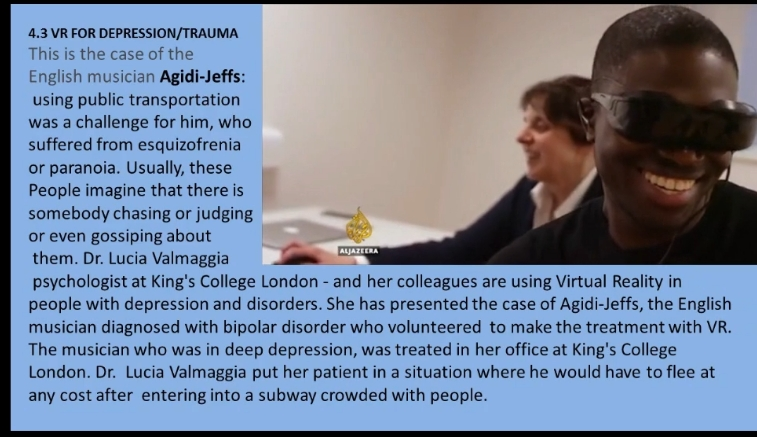 4.3 VR FOR DEPRESSION/TRAUMA
This is the case of the
English musician Agidi-Jeffs:
using public transportation
was a challenge for him, who
suffered from esquizofrenia
or paranoia. Usually, these
People imagine that there is
somebody chasing or judging
or even gossiping about
them. Dr. Lucia Valmaggia
psychologist at King's College London - and her colleagues are using Virtual Reality in
people with depression and disorders. She has presented the case of Agidi-Jeffs, the English
musician diagnosed with bipolar disorder who volunteered to make the treatment with VR.
The musician who was in deep depression, was treated in her office at King's College
London. Dr. Lucia Valmaggia put her patient in a situation where he would have to flee at
any cost after entering into a subway crowded with people.
ALJAZEERA